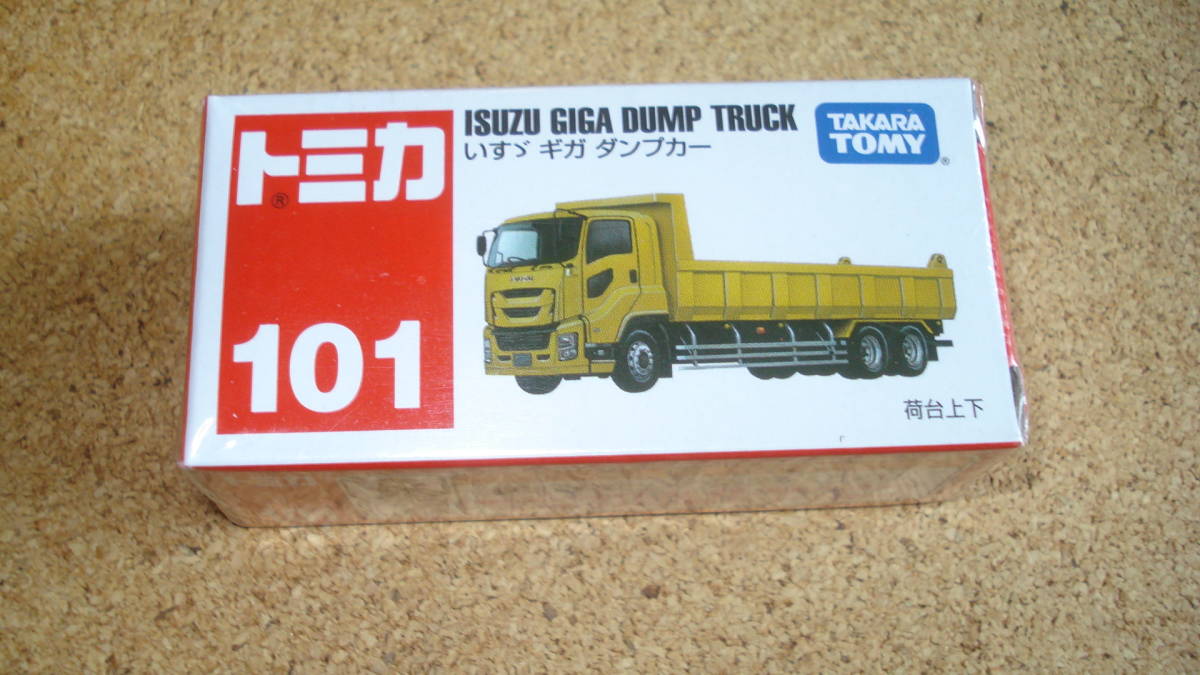 トミカ
®
101
ISUZU GIGA DUMP TRUCK
いすゞ ギガ ダンプカー
TAKARA
TOMY®
荷台上下